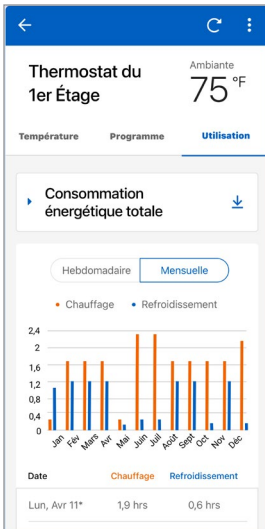 Thermostat du
1er Étage
Ambiante
75 °F
Température Programme Utilisation
Consommation
énergétique totale
Hebdomadaire Mensuelle
• Chauffage • Refroidissement
2,4
2
1,6
1,2
0,8
0,4
0
Jan Fév Mars Avr Mai Juin Juil Août Sept Oct Nov Déc
Date Chauffage Refroidissement
Lun, Avr 11* 1,9 hrs 0,6 hrs